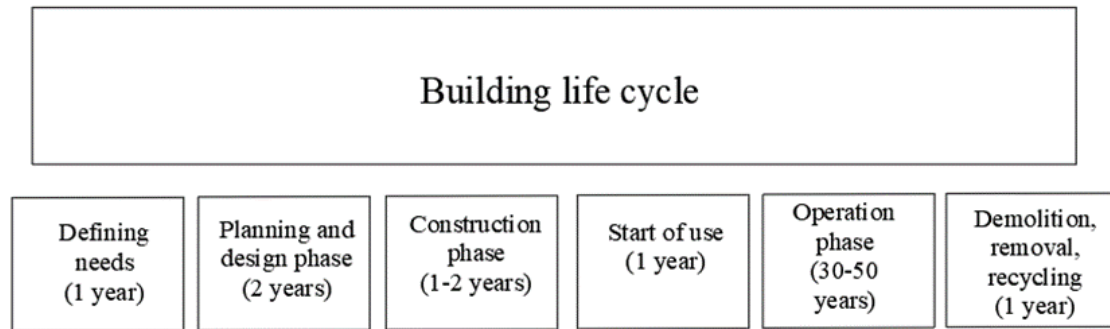 Building life cycle
Defining
needs
(1 year)
Planning and
design phase
(2 years)
Construction
phase
(1-2 years)
Start of use
(1 year)
Operation
phase
(30-50
years)
Demolition,
removal,
recycling
(1 year)